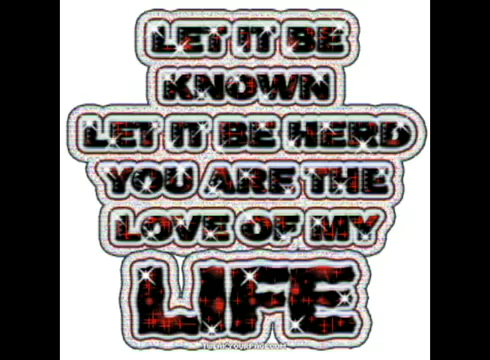 LET IT BE
KNOWN
LET IT BE HERD
YOU ARE THE
LOVE OF MY
LIFE